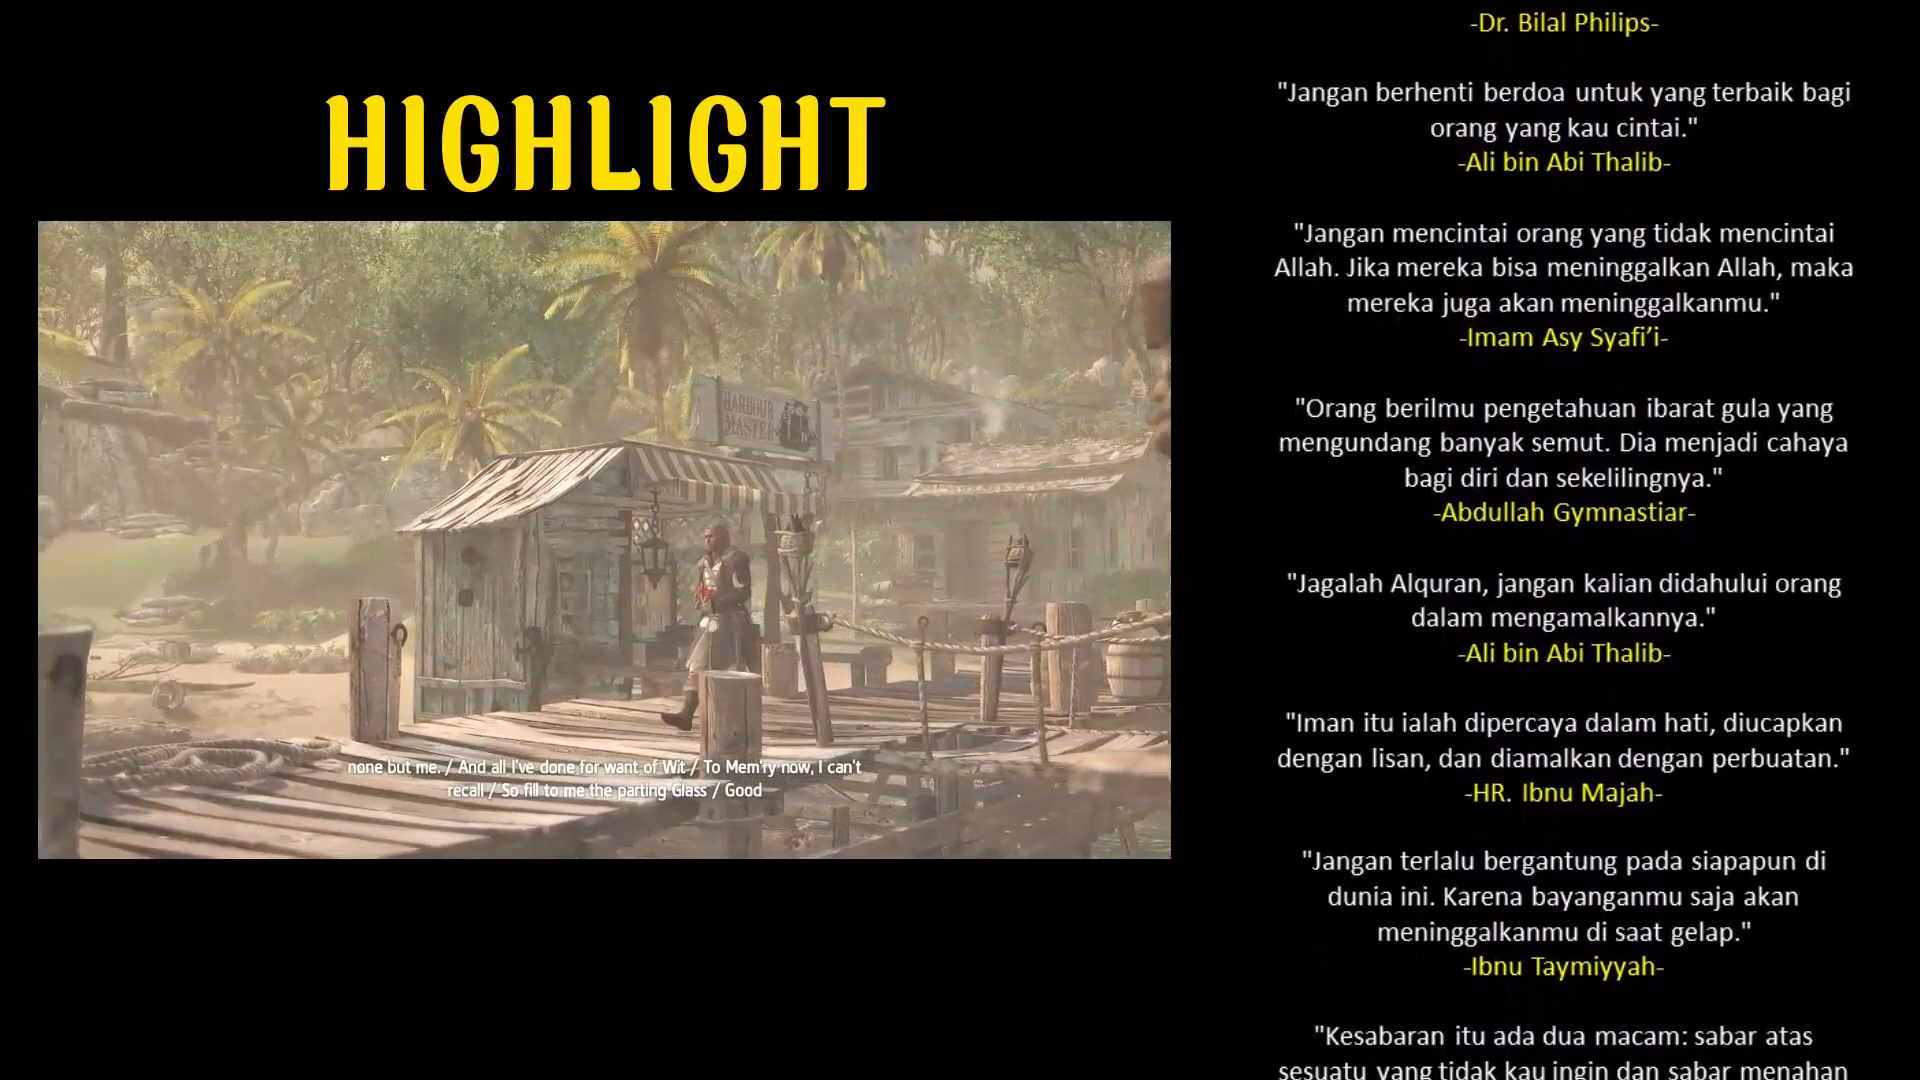 HIGHLIGHT
HARBOUR
MASTER
none but me. / And all I've done for want of Wit / To Mem'ry now, I can't
recall / So fill to me the parting Glass / Good
-Dr. Bilal Philips-
"Jangan berhenti berdoa untuk yang terbaik bagi
orang yang kau cintai."
-Ali bin Abi Thalib-
"Jangan mencintai orang yang tidak mencintai
Allah. Jika mereka bisa meninggalkan Allah, maka
mereka juga akan meninggalkanmu."
-Imam Asy Syafi’i-
"Orang berilmu pengetahuan ibarat gula yang
mengundang banyak semut. Dia menjadi cahaya
bagi diri dan sekelilingnya."
-Abdullah Gymnastiar-
"Jagalah Alquran, jangan kalian didahului orang
dalam mengamalkannya."
-Ali bin Abi Thalib-
"Iman itu ialah dipercaya dalam hati, diucapkan
dengan lisan, dan diamalkan dengan perbuatan."
-HR. Ibnu Majah-
"Jangan terlalu bergantung pada siapapun di
dunia ini. Karena bayanganmu saja akan
meninggalkanmu di saat gelap."
-Ibnu Taymiyyah-
"Kesabaran itu ada dua macam: sabar atas
sesuatu yang tidak kau ingin dan sabar menahan